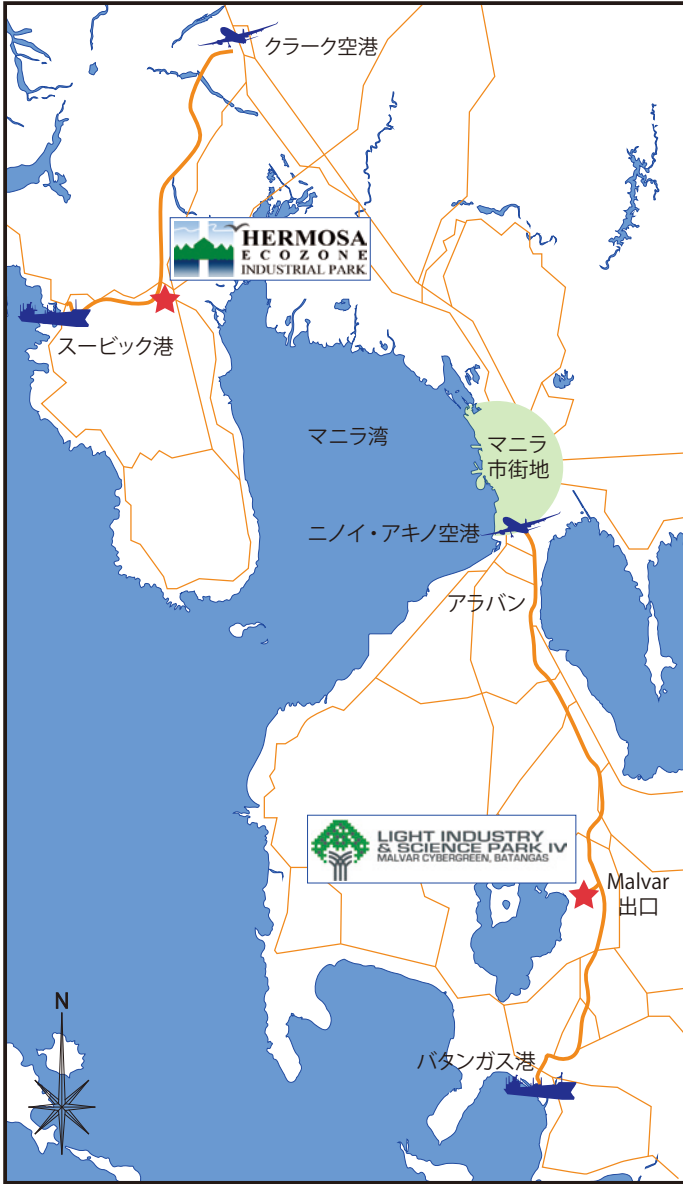 クラーク空港
HERMOSA
ECOZONE
INDUSTRIAL PARK
スービック港
マニラ湾
マニラ
市街地
ニノイ・アキノ空港
アラバン
LIGHT INDUSTRY
& SCIENCE PARK IV
MALVAR CYBERGREEN, BATANGAS
Malvar
出口
N
バタンガス港